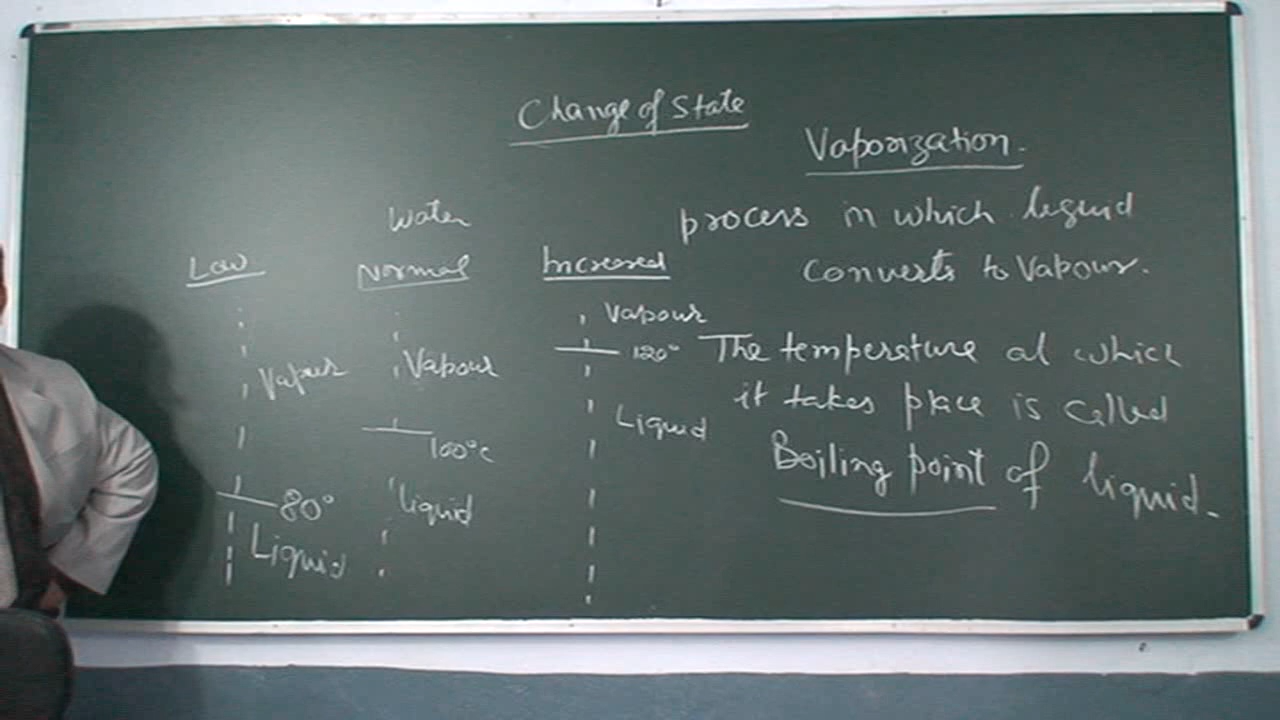 Change of State
Water
Low
Normal
Increased
Vapour
Vapour
Vapour
120°
100°C
Liquid
80°
Liquid
Liquid
Vaporization.
process in which liquid
converts to Vapour.
The temperature at which
it takes place is called
Boiling point of liquid.